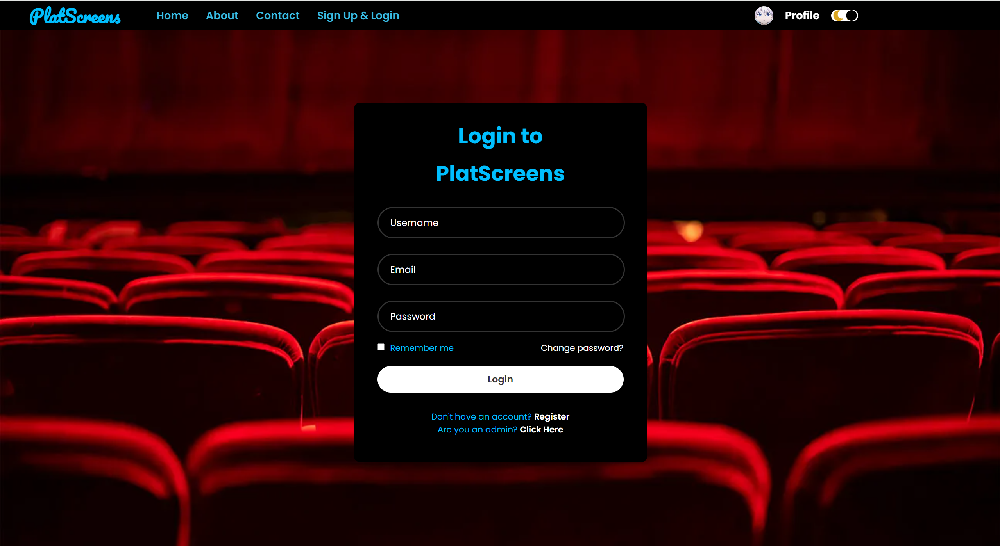 PlatScreens
Home About Contact Sign Up & Login
Profile
Login to
PlatScreens
Username
Email
Password
Remember me Change password?
Login
Don't have an account? Register
Are you an admin? Click Here